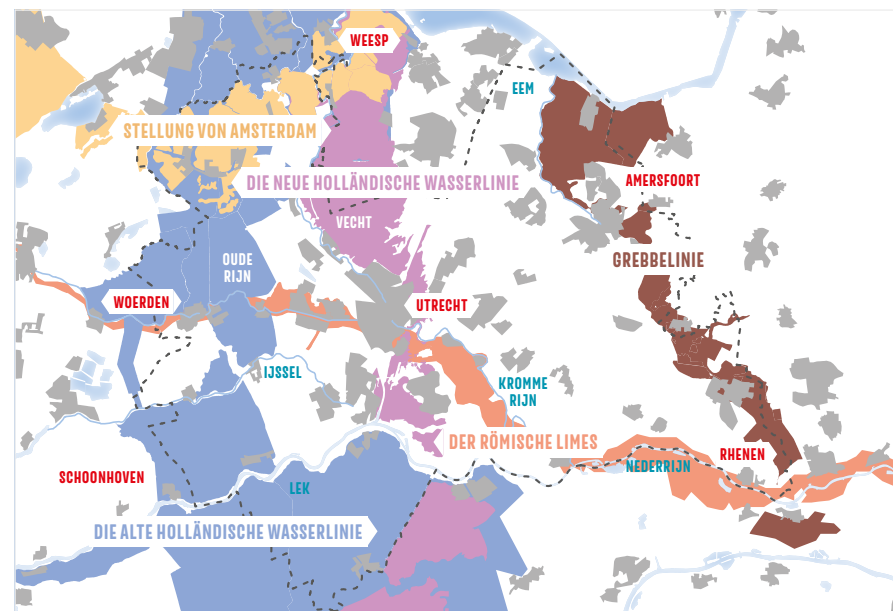 WEESP
EEM
STELLUNG VON AMSTERDAM
DIE NEUE HOLLÄNDISCHE WASSERLINIE
AMERSFOORT
VECHT
OUDE
RIJN
GREBBELINIE
WOERDEN
UTRECHT
IJSSEL
KROMME
RIJN
DER RÖMISCHE LIMES
RHENEN
NEDERRIJN
SCHOONHOVEN
LEK
DIE ALTE HOLLÄNDISCHE WASSERLINIE